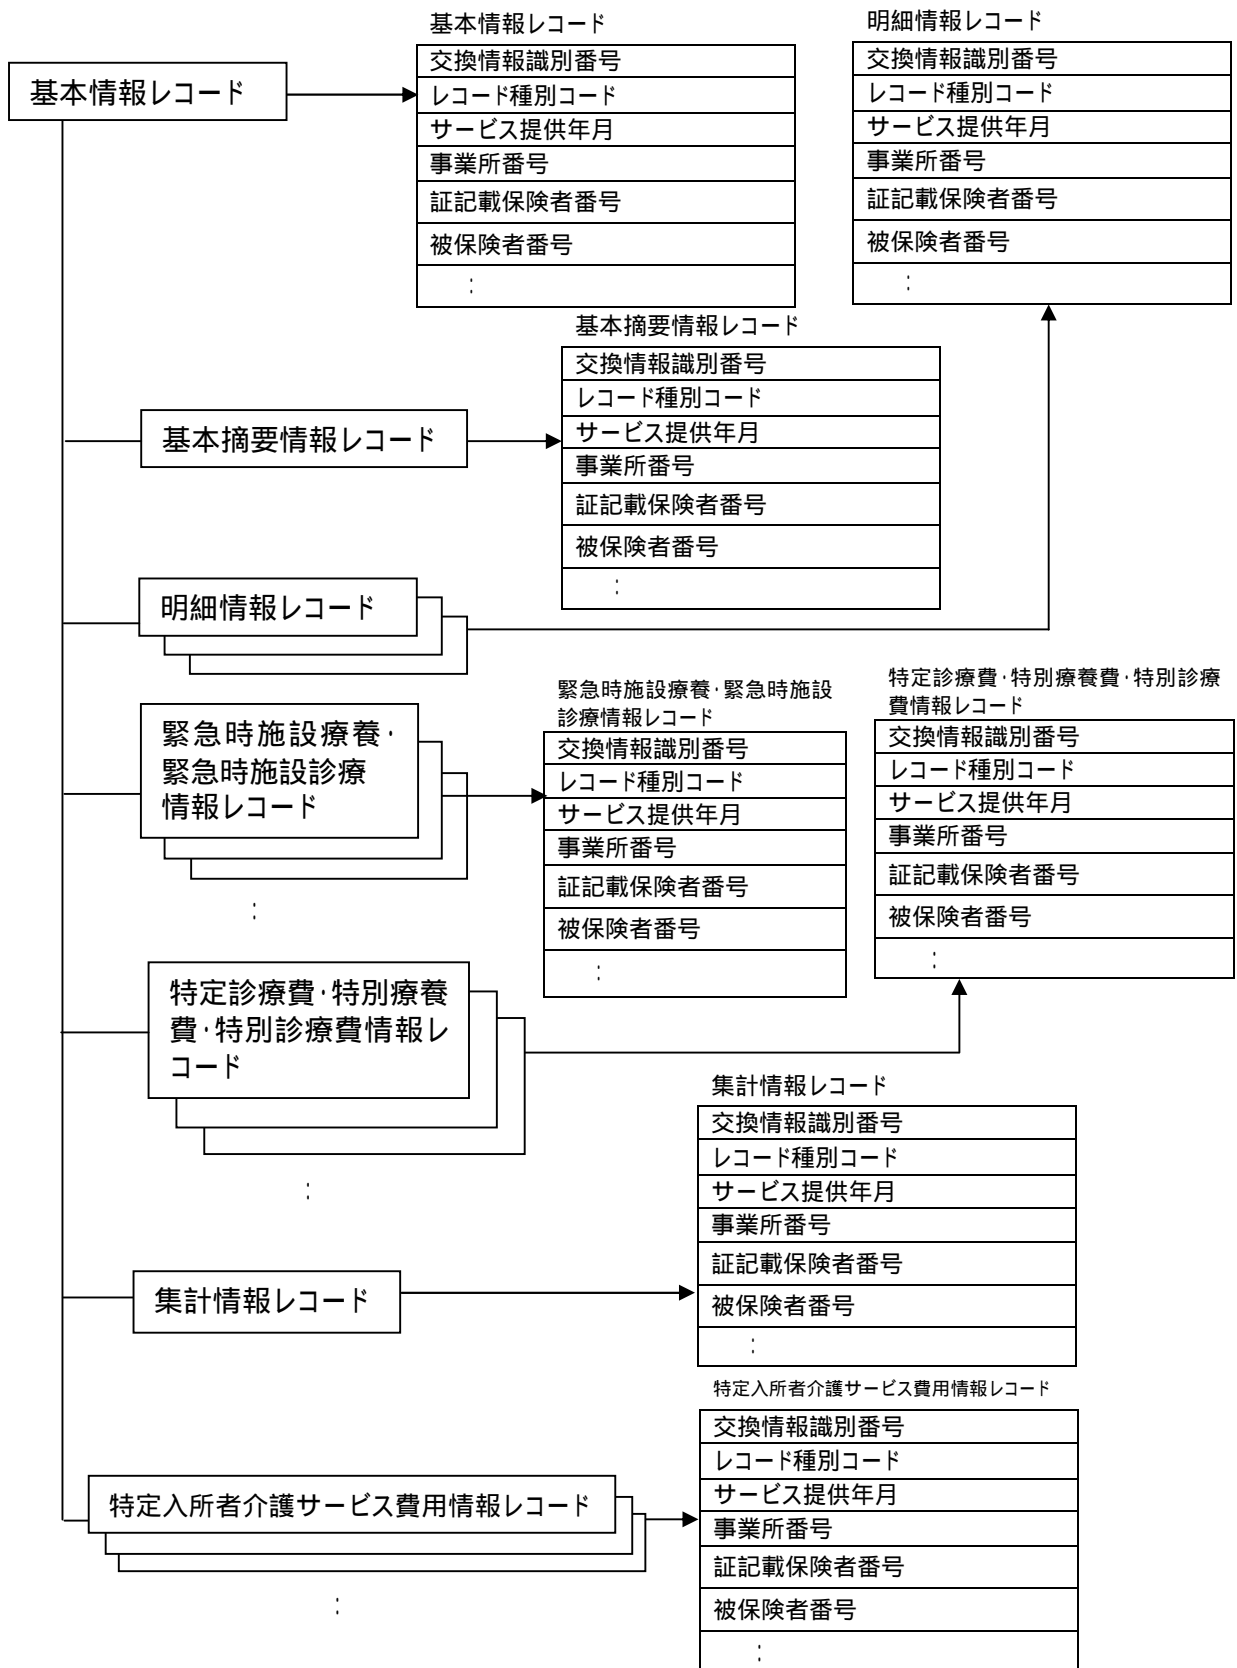 基本情報レコード
基本情報レコード
交換情報識別番号
レコード種別コード
サービス提供年月
事業所番号
証記載保険者番号
被保険者番号
:
明細情報レコード
交換情報識別番号
レコード種別コード
サービス提供年月
事業所番号
証記載保険者番号
被保険者番号
:
基本摘要情報レコード
基本摘要情報レコード
交換情報識別番号
レコード種別コード
サービス提供年月
事業所番号
証記載保険者番号
被保険者番号
:
明細情報レコード
緊急時施設療養・
緊急時施設診療
情報レコード
:
緊急時施設療養・緊急時施設
診療情報レコード
交換情報識別番号
レコード種別コード
サービス提供年月
事業所番号
証記載保険者番号
被保険者番号
:
特定診療費・特別療養費・特別診療
費情報レコード
交換情報識別番号
レコード種別コード
サービス提供年月
事業所番号
証記載保険者番号
被保険者番号
:
特定診療費・特別療養
費・特別診療費情報レ
コード
:
集計情報レコード
集計情報レコード
交換情報識別番号
レコード種別コード
サービス提供年月
事業所番号
証記載保険者番号
被保険者番号
:
特定入所者介護サービス費用情報レコード
:
特定入所者介護サービス費用情報レコード
交換情報識別番号
レコード種別コード
サービス提供年月
事業所番号
証記載保険者番号
被保険者番号
: